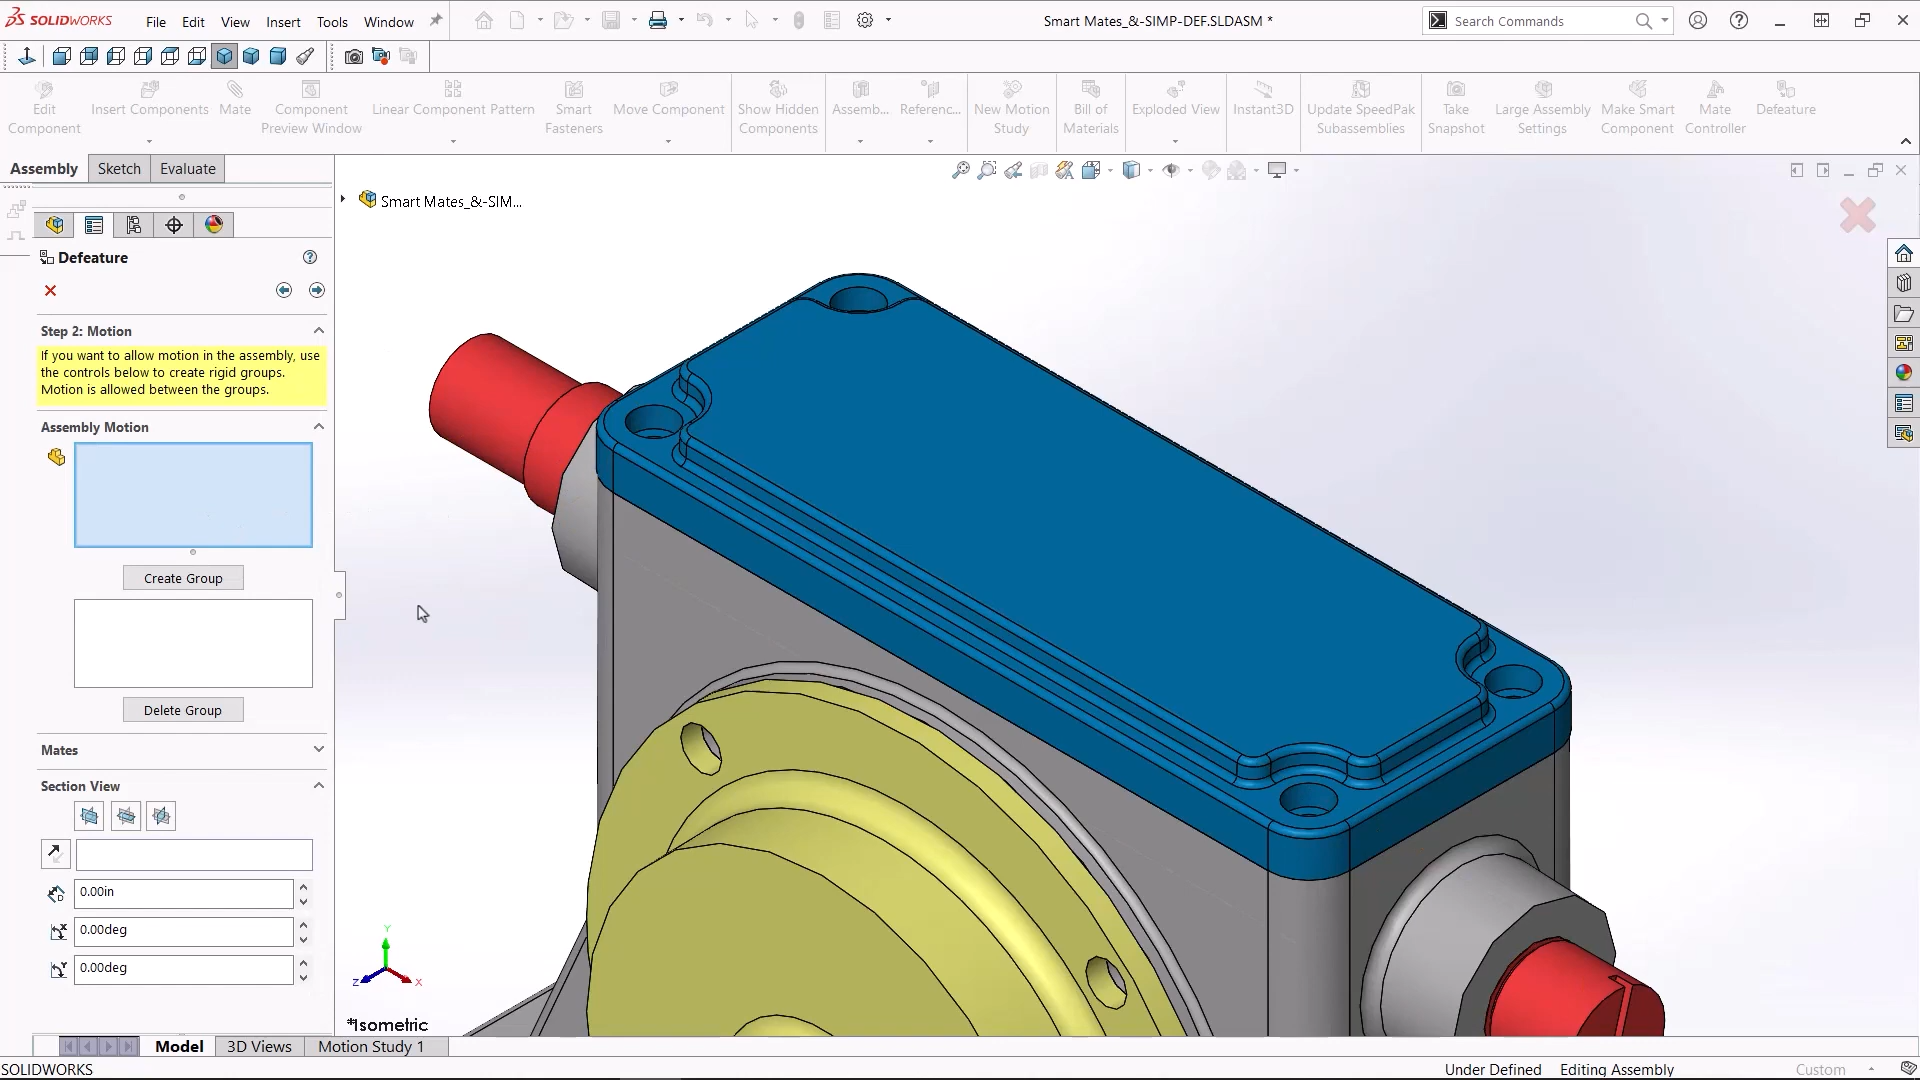 SOLIDWORKS File Edit View Insert Tools Window Smart Mates_&-SIMP-DEF.SLDASM * Search Commands
Edit Component
Insert Components
Mate
Component Preview Window
Linear Component Pattern
Smart Fasteners
Move Component
Show Hidden Components
Assemb...
Referenc...
New Motion Study
Bill of Materials
Exploded View
Instant3D
Update SpeedPak Subassemblies
Take Snapshot
Large Assembly Settings
Make Smart Component
Mate Controller
Defeature
Assembly Sketch Evaluate
Smart Mates_&-SIM...
Defeature
Step 2: Motion
If you want to allow motion in the assembly, use
the controls below to create rigid groups.
Motion is allowed between the groups.
Assembly Motion
Create Group
Delete Group
Mates
Section View
0.00in
0.00deg
0.00deg
Y
Z X
*Isometric
Model 3D Views Motion Study 1
SOLIDWORKS Under Defined Editing Assembly Custom